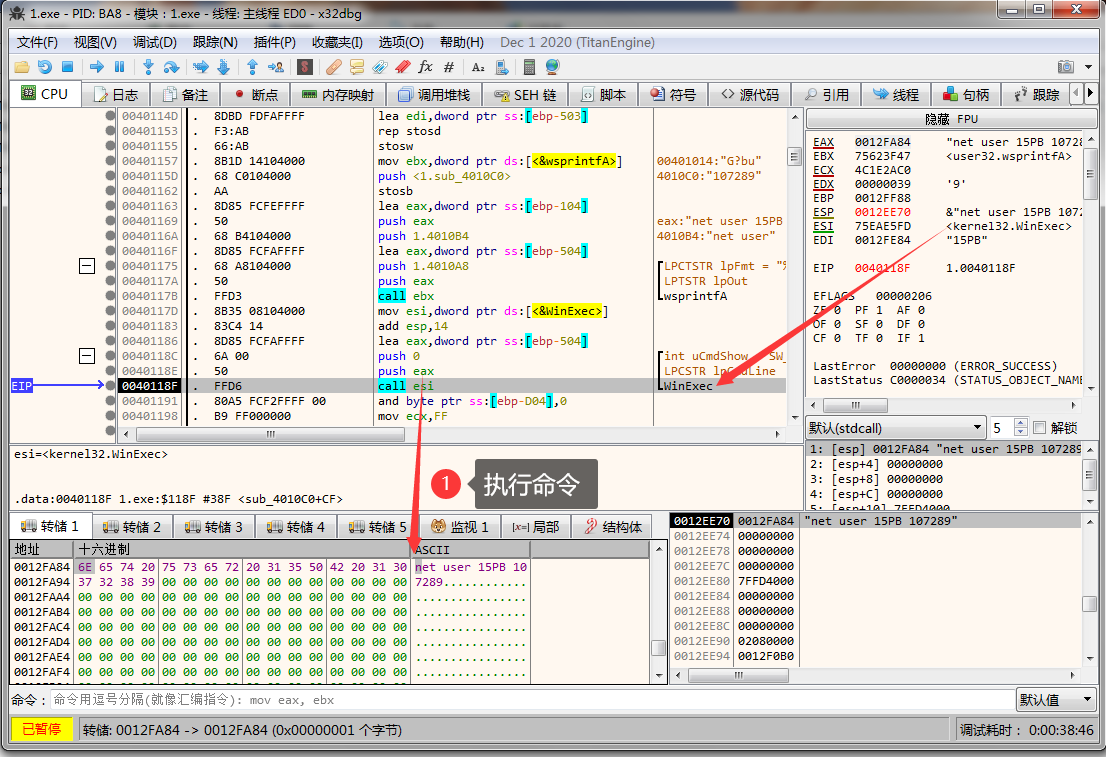 1.exe - PID: BA8 - 模块：1.exe - 线程: 主线程 ED0 - x32dbg
文件(F) 视图(V) 调试(D) 跟踪(N) 插件(P) 收藏夹(I) 选项(O) 帮助(H) Dec 1 2020 (TitanEngine)
CPU 日志 备注 断点 内存映射 调用堆栈 SEH 链 脚本 符号 源代码 引用 线程 句柄 跟踪
0040114D . 8DBD FDFAFFFF lea edi,dword ptr ss:[ebp-503]
00401153 . F3:AB rep stosd
00401155 . 66:AB stosw
00401157 . 8B1D 14104000 mov ebx,dword ptr ds:[<&wsprintfA>] 00401014:"G?bu"
0040115D . 68 C0104000 push <1.sub_4010C0> 4010C0:"107289"
00401162 . AA stosb
00401163 . 8D85 FCFEFFFF lea eax,dword ptr ss:[ebp-104]
00401169 . 50 push eax eax:"net user 15PB
0040116A . 68 B4104000 push 1.4010B4 4010B4:"net user"
0040116F . 8D85 FCFAFFFF lea eax,dword ptr ss:[ebp-504]
00401175 . 68 A8104000 push 1.4010A8 LPCTSTR lpFmt = "%
0040117A . 50 push eax LPTSTR lpOut
0040117B . FFD3 call ebx wsprintfA
0040117D . 8B35 08104000 mov esi,dword ptr ds:[<&WinExec>]
00401183 . 83C4 14 add esp,14
00401186 . 8D85 FCFAFFFF lea eax,dword ptr ss:[ebp-504]
0040118C . 6A 00 push 0 int uCmdShow SW_
0040118E . 50 push eax LPCSTR lpCmdLine
EIP 0040118F . FFD6 call esi WinExec
00401191 . 80A5 FCF2FFFF 00 and byte ptr ss:[ebp-D04],0
00401198 . B9 FF000000 mov ecx,FF
隐藏 FPU
EAX 0012FA84 "net user 15PB 1072
EBX 75623F47 <user32.wsprintfA>
ECX 4C1E2AC0
EDX 00000039 '9'
EBP 0012FF88
ESP 0012EE70 &"net user 15PB 107
ESI 75EAE5FD <kernel32.WinExec>
EDI 0012FE84 "15PB"
EIP 0040118F 1.0040118F
EFLAGS 00000206
ZF 0 PF 1 AF 0
OF 0 SF 0 DF 0
CF 0 TF 0 IF 1
LastError 00000000 (ERROR_SUCCESS)
LastStatus C0000034 (STATUS_OBJECT_NAME
默认(stdcall) 5 解锁
1: [esp] 0012FA84 "net user 15PB 107289
2: [esp+4] 00000000
3: [esp+8] 00000000
4: [esp+C] 00000000
5: [esp+10] 7FFD4000
esi=<kernel32.WinExec>
.data:0040118F 1.exe:$118F #38F <sub_4010C0+CF>
1 执行命令
转储 1 转储 2 转储 3 转储 4 转储 5 监视 1 [x]= 局部 结构体
地址 十六进制 ASCII
0012FA84 6E 65 74 20 75 73 65 72 20 31 35 50 42 20 31 30 net user 15PB 10
0012FA94 37 32 38 39 00 00 00 00 00 00 00 00 00 00 00 00 7289............
0012FAA4 00 00 00 00 00 00 00 00 00 00 00 00 00 00 00 00 ................
0012FAB4 00 00 00 00 00 00 00 00 00 00 00 00 00 00 00 00 ................
0012FAC4 00 00 00 00 00 00 00 00 00 00 00 00 00 00 00 00 ................
0012FAD4 00 00 00 00 00 00 00 00 00 00 00 00 00 00 00 00 ................
0012FAE4 00 00 00 00 00 00 00 00 00 00 00 00 00 00 00 00 ................
0012FAF4 00 00 00 00 00 00 00 00 00 00 00 00 00 00 00 00 ................
0012EE70 0012FA84 "net user 15PB 107289"
0012EE74 00000000
0012EE78 00000000
0012EE7C 00000000
0012EE80 7FFD4000
0012EE84 00000000
0012EE88 00000000
0012EE8C 00000000
0012EE90 02080000
0012EE94 0012F0B0
命令： 命令用逗号分隔(就像汇编指令): mov eax, ebx 默认值
已暂停 转储: 0012FA84 -> 0012FA84 (0x00000001 个字节) 调试耗时： 0:00:38:46